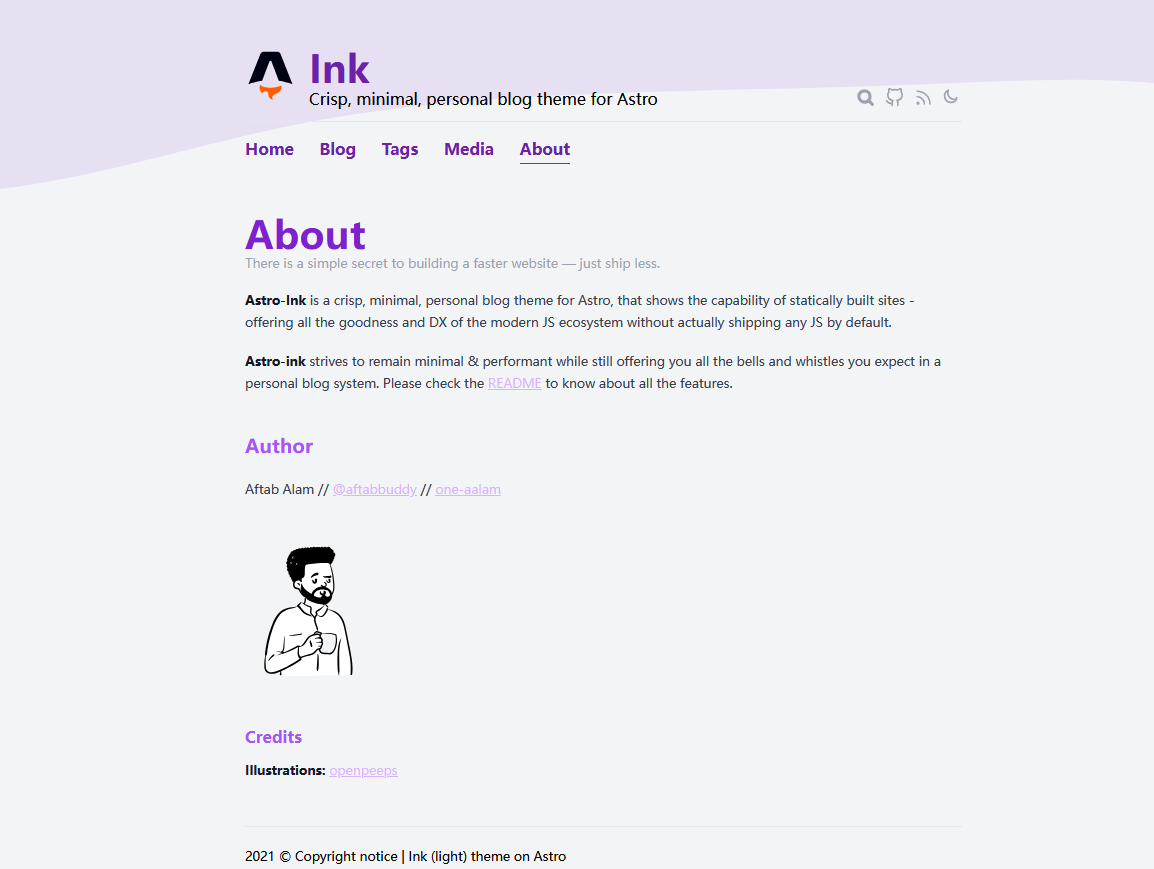 Ink
Crisp, minimal, personal blog theme for Astro
Home Blog Tags Media About
About
There is a simple secret to building a faster website — just ship less.
Astro-Ink is a crisp, minimal, personal blog theme for Astro, that shows the capability of statically built sites -
offering all the goodness and DX of the modern JS ecosystem without actually shipping any JS by default.
Astro-ink strives to remain minimal & performant while still offering you all the bells and whistles you expect in a
personal blog system. Please check the README to know about all the features.
Author
Aftab Alam // @aftabbuddy // one-aalam
Credits
Illustrations: openpeeps
2021 © Copyright notice | Ink (light) theme on Astro